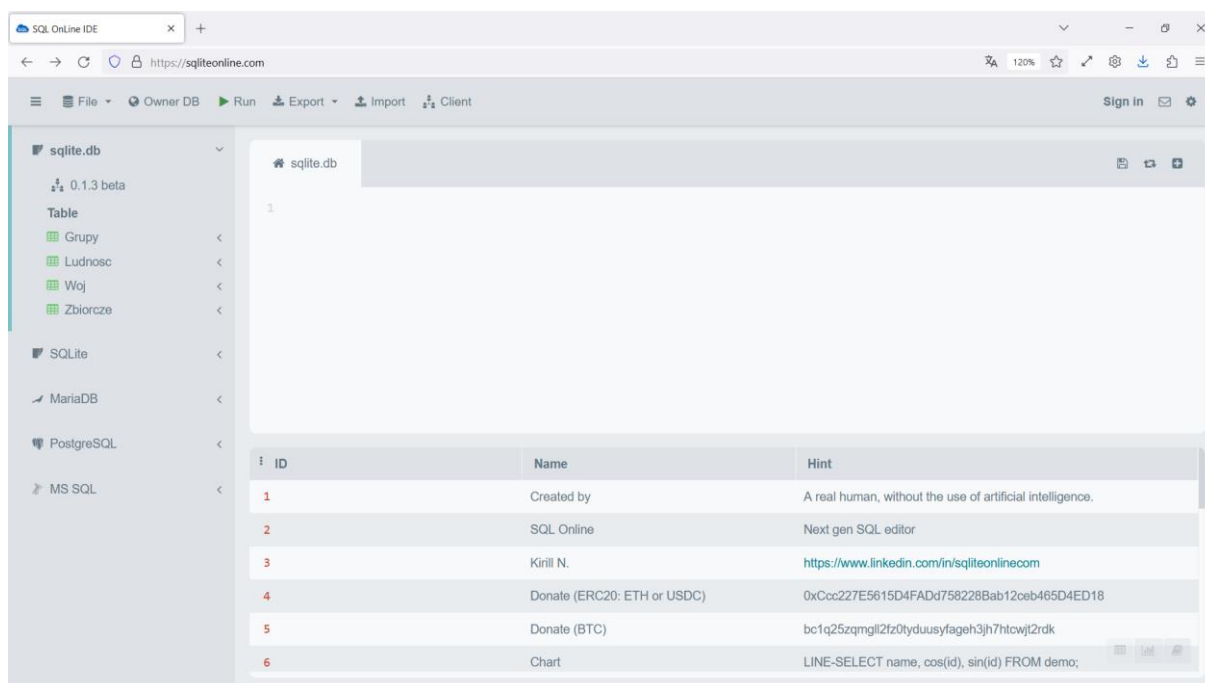 SQL OnLine IDE
https://sqliteonline.com
120%
File
Owner DB
Run
Export
Import
Client
Sign in
sqlite.db
0.1.3 beta
Table
Grupy
Ludnosc
Woj
Zbiorcze
SQLite
MariaDB
PostgreSQL
MS SQL
sqlite.db
1
ID Name Hint
1 Created by A real human, without the use of artificial intelligence.
2 SQL Online Next gen SQL editor
3 Kirill N. https://www.linkedin.com/in/sqliteonlinecom
4 Donate (ERC20: ETH or USDC) 0xCcc227E5615D4FADd758228Bab12ceb465D4ED18
5 Donate (BTC) bc1q25zqmgll2fz0tyduusyfageh3jh7htcwjt2rdk
6 Chart LINE-SELECT name, cos(id), sin(id) FROM demo;